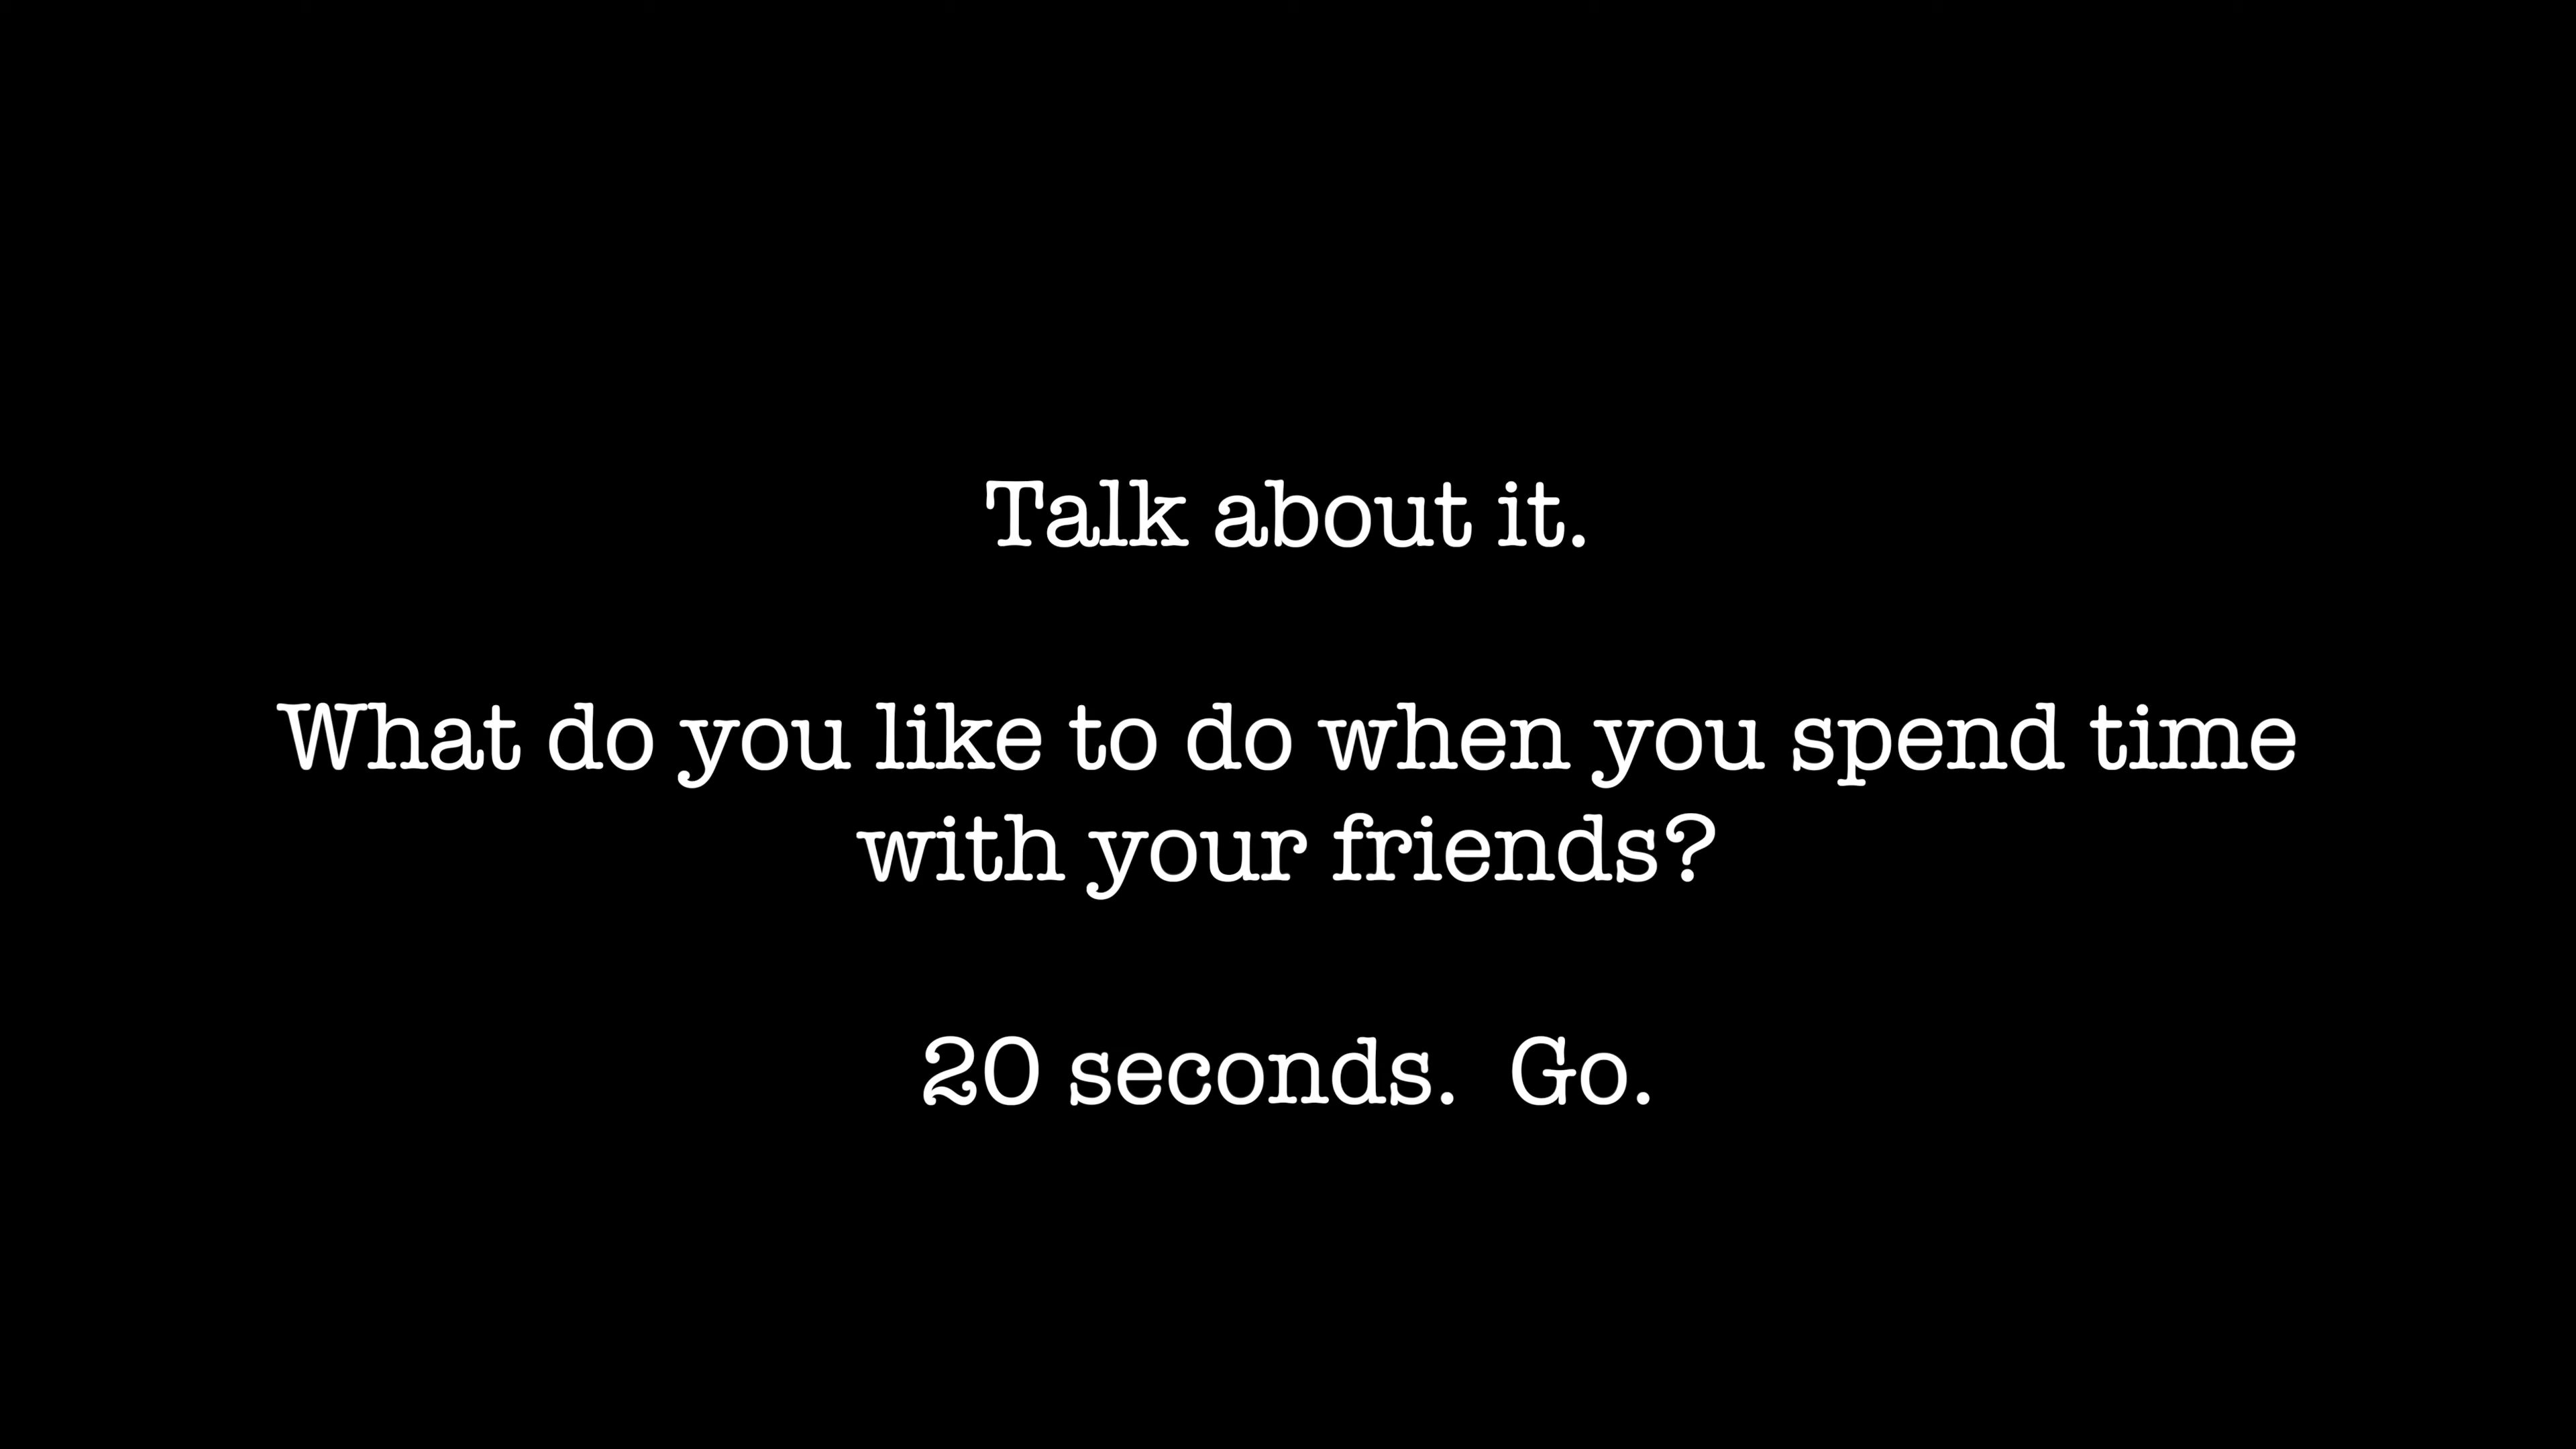 Talk about it.
What do you like to do when you spend time
with your friends?
20 seconds.  Go.